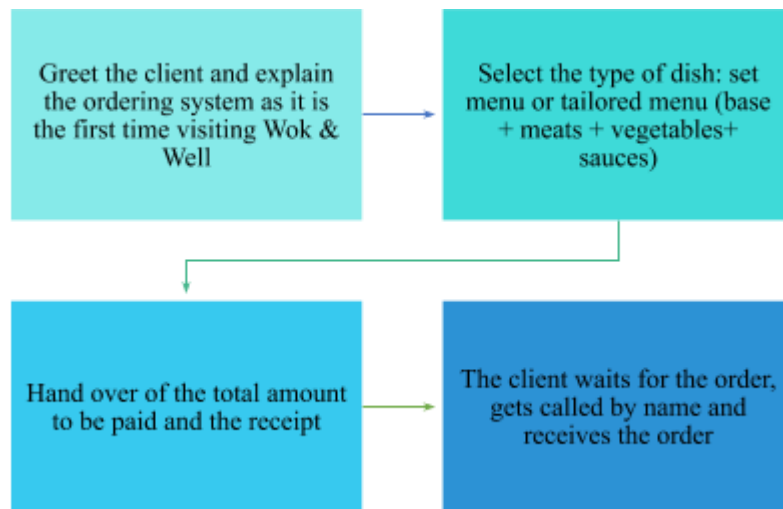 Greet the client and explain
the ordering system as it is
the first time visiting Wok &
Well
Select the type of dish: set
menu or tailored menu (base
+ meats + vegetables+
sauces)
Hand over of the total amount
to be paid and the receipt
The client waits for the order,
gets called by name and
receives the order